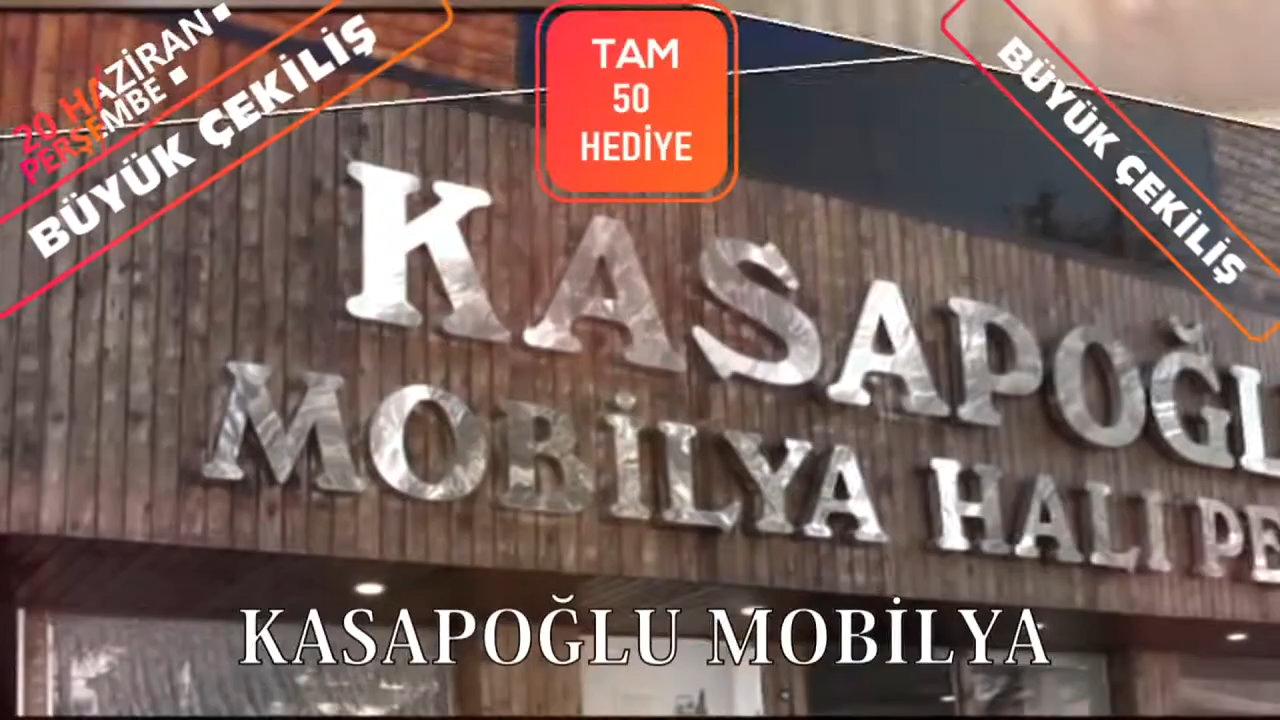 20 HAZİRAN
PERŞEMBE
BÜYÜK ÇEKİLİŞ
TAM
50
HEDİYE
BÜYÜK ÇEKİLİŞ
KASAPOĞL
MOBİLYA HALI PE
KASAPOĞLU MOBİLYA